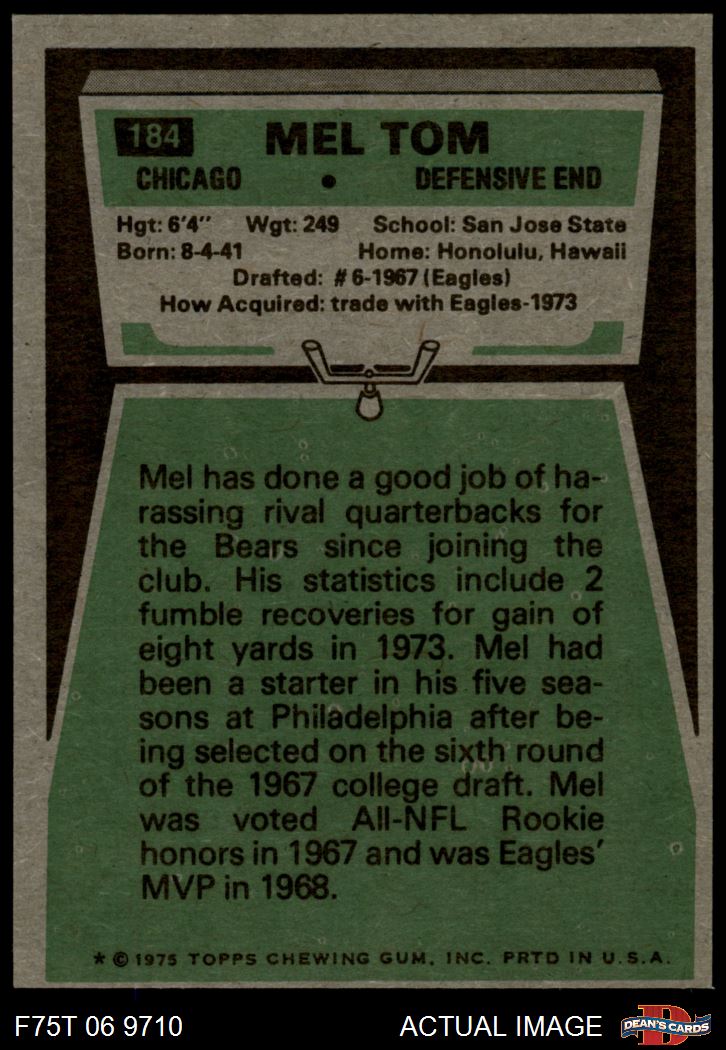 184 MEL TOM
CHICAGO • DEFENSIVE END
Hgt: 6'4" Wgt: 249 School: San Jose State
Born: 8-4-41 Home: Honolulu, Hawaii
Drafted: #6-1967 (Eagles)
How Acquired: trade with Eagles-1973
Mel has done a good job of ha-
rassing rival quarterbacks for
the Bears since joining the
club. His statistics include 2
fumble recoveries for gain of
eight yards in 1973. Mel had
been a starter in his five sea-
sons at Philadelphia after be-
ing selected on the sixth round
of the 1967 college draft. Mel
was voted All-NFL Rookie
honors in 1967 and was Eagles'
MVP in 1968.
* © 1975 TOPPS CHEWING GUM, INC. PRTD IN U.S.A.
F75T 06 9710 ACTUAL IMAGE D DEAN'S CARDS